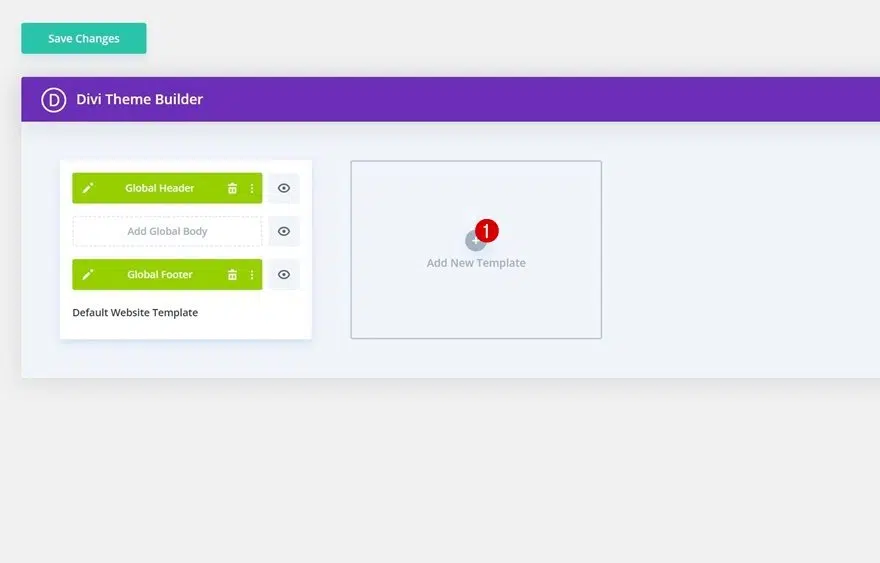 Save Changes
D Divi Theme Builder
Global Header
Add Global Body
Global Footer
Default Website Template
1
Add New Template